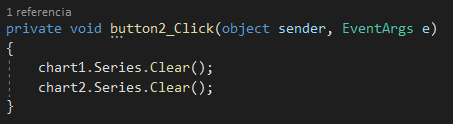 1 referencia
private void button2_Click(object sender, EventArgs e)
{
chart1.Series.Clear();
chart2.Series.Clear();
}